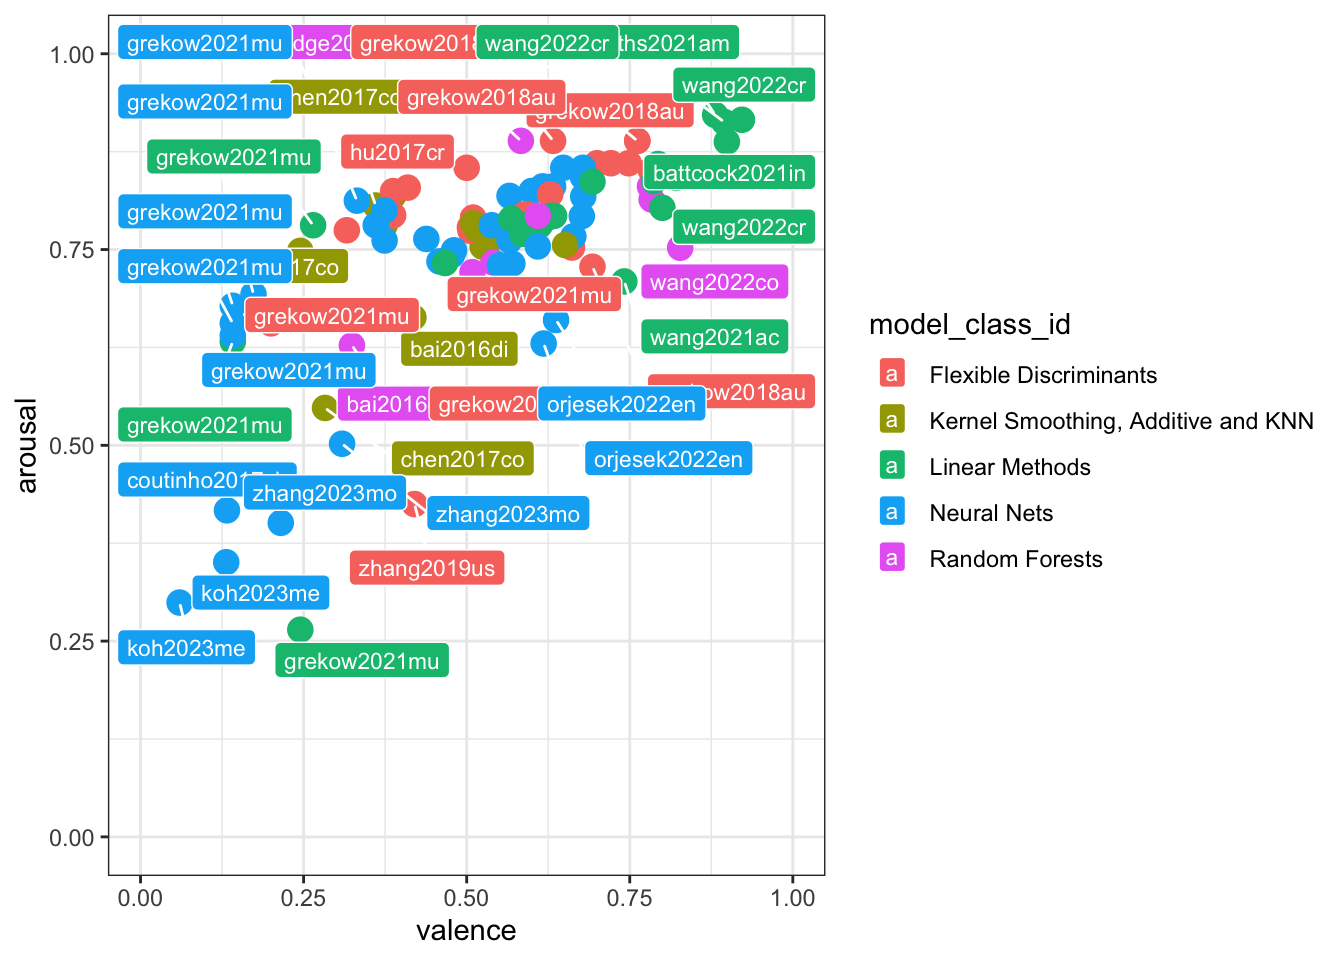 grekow2021mu
grekow2018
wang2022cr
ths2021am
1.00
wang2022cr
grekow2021mu
hen2017co
grekow2018au
grekow2018au
grekow2021mu
hu2017cr
battcock2021in
grekow2021mu
wang2022cr
0.75
grekow2021mu
17co
wang2022co
grekow2021mu
grekow2021mu
wang2021ac
bai2016di
grekow2021mu
ow2018au
bai2016
grekow20
orjesek2022en
grekow2021mu
0.50
chen2017co
orjesek2022en
coutinho201
zhang2023mo
zhang2023mo
zhang2019us
koh2023me
0.25
koh2023me
grekow2021mu
0.00
0.00 0.25 0.50 0.75 1.00
valence
arousal
model_class_id
a Flexible Discriminants
a Kernel Smoothing, Additive and KNN
a Linear Methods
a Neural Nets
a Random Forests